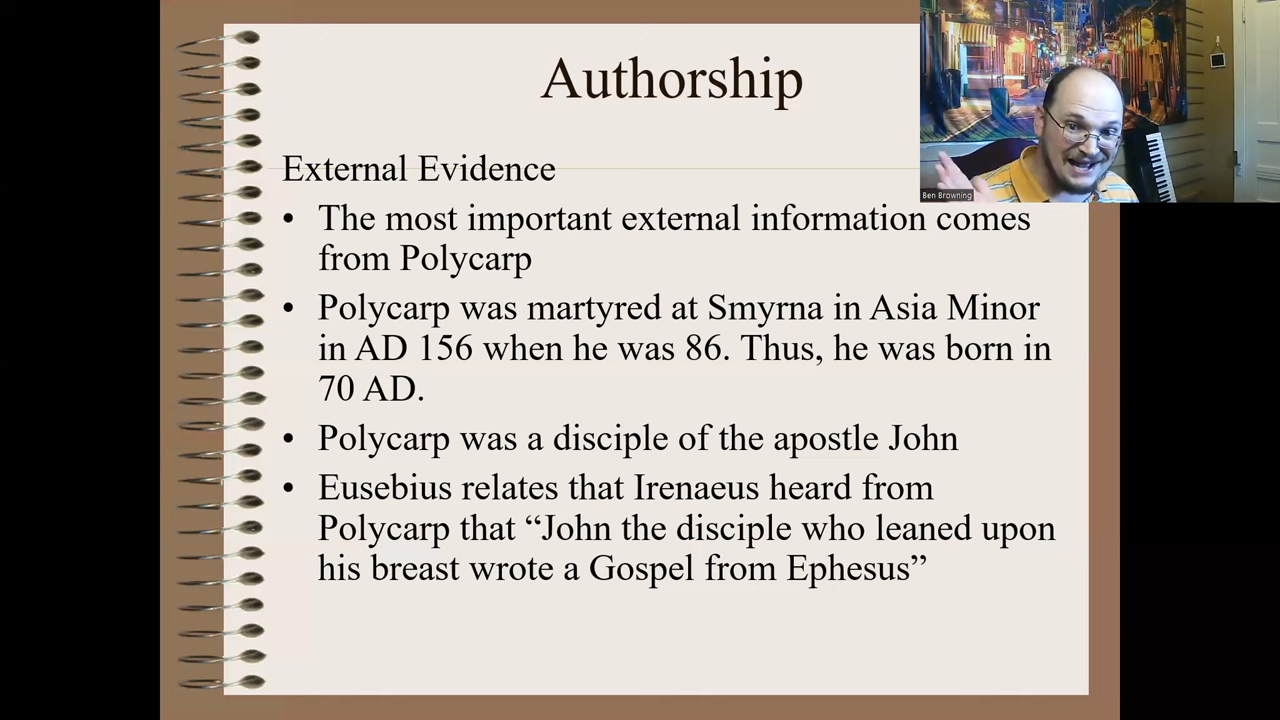 Authorship
Ben Browning
External Evidence
• The most important external information comes
from Polycarp
• Polycarp was martyred at Smyrna in Asia Minor
in AD 156 when he was 86. Thus, he was born in
70 AD.
• Polycarp was a disciple of the apostle John
• Eusebius relates that Irenaeus heard from
Polycarp that “John the disciple who leaned upon
his breast wrote a Gospel from Ephesus”